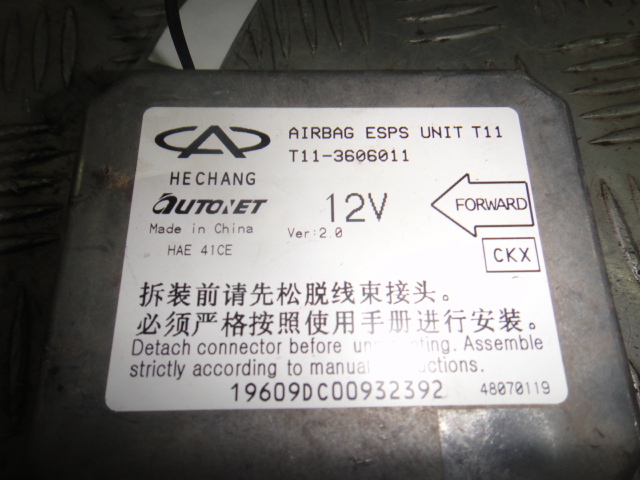 AIRBAG ESPS UNIT T11
T11-3606011
HECHANG
AUTONET
Made in China
HAE 41CE
12V
Ver:2.0
FORWARD
CKX
拆装前请先松脱线束接头。
必须严格按照使用手册进行安装。
Detach connector before Assemble
strictly according to manual
19609DC00932392
48070119